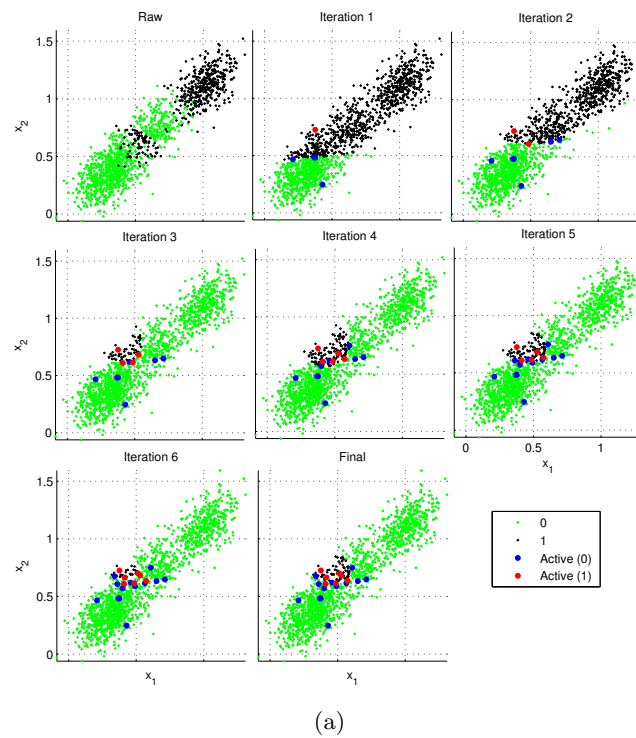 Raw
Iteration 1
Iteration 2
1.5
1
0.5
0
x2
Iteration 3
Iteration 4
Iteration 5
1.5
1
0.5
0
x2
0 0.5 1
x1
Iteration 6
Final
1.5
1
0.5
0
x2
x1
x1
0
1
Active (0)
Active (1)
(a)